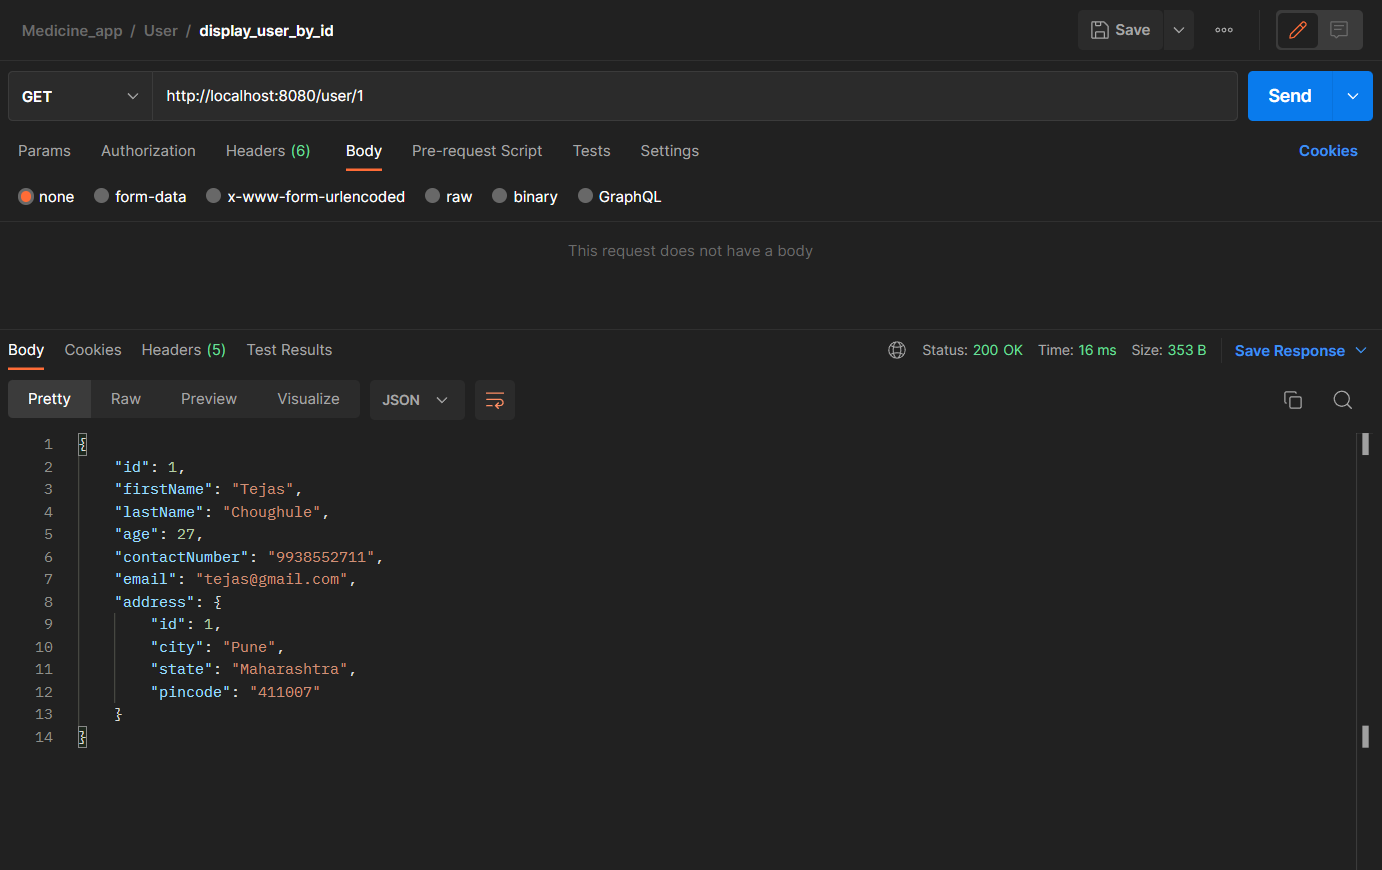 Medicine_app / User / display_user_by_id
Save
GET
http://localhost:8080/user/1
Send
Params Authorization Headers (6) Body Pre-request Script Tests Settings Cookies
none form-data x-www-form-urlencoded raw binary GraphQL
This request does not have a body
Body Cookies Headers (5) Test Results Status: 200 OK Time: 16 ms Size: 353 B Save Response
Pretty Raw Preview Visualize JSON
1 {
2 "id": 1,
3 "firstName": "Tejas",
4 "lastName": "Choughule",
5 "age": 27,
6 "contactNumber": "9938552711",
7 "email": "tejas@gmail.com",
8 "address": {
9 "id": 1,
10 "city": "Pune",
11 "state": "Maharashtra",
12 "pincode": "411007"
13 }
14 }